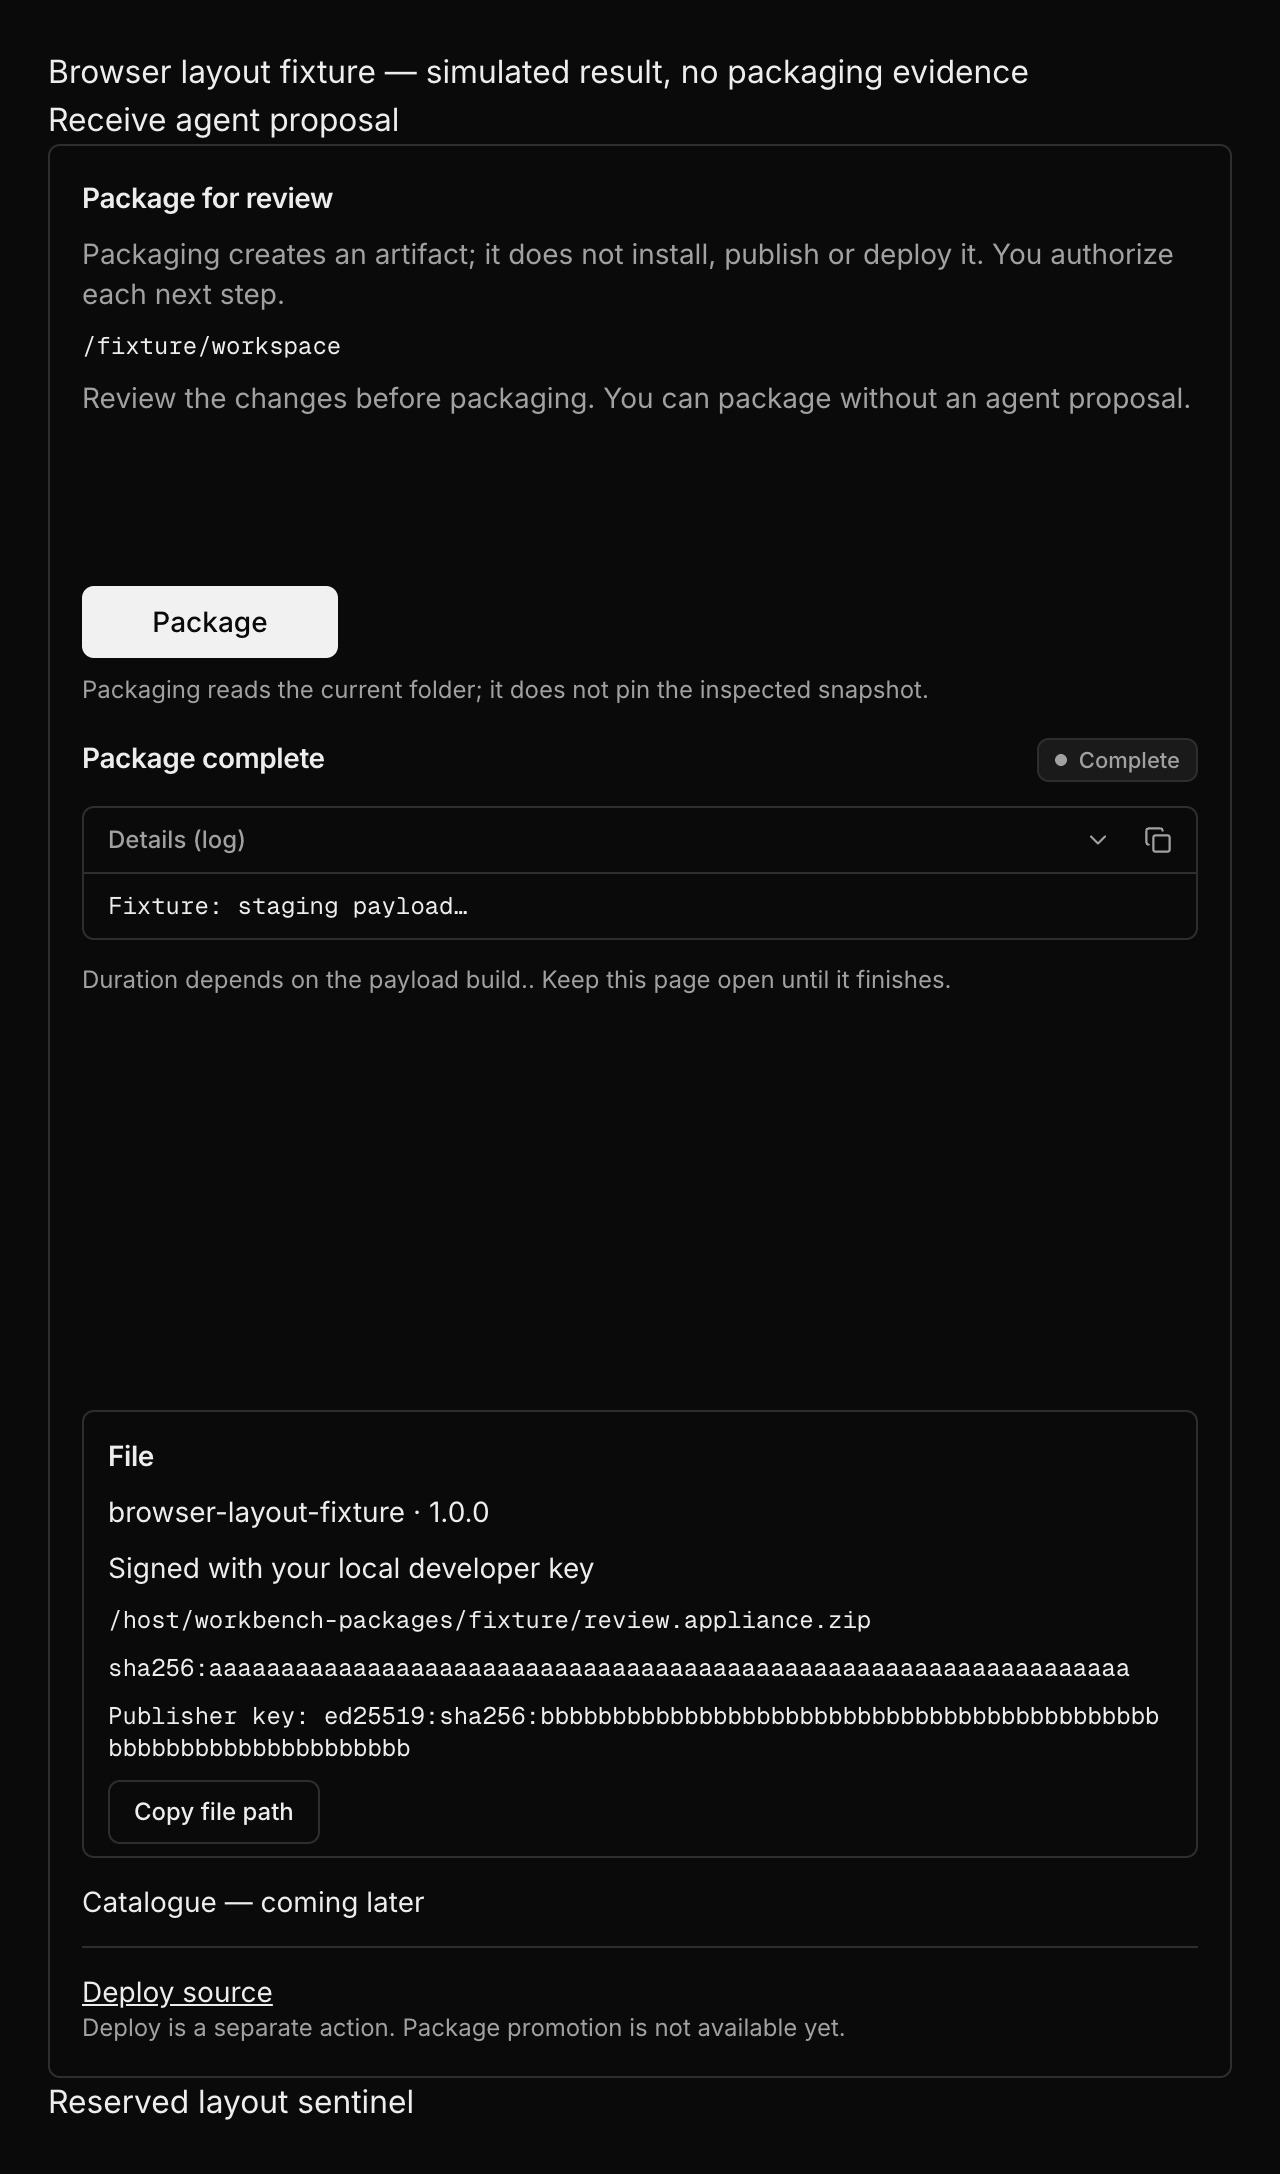 Browser layout fixture — simulated result, no packaging evidence
Receive agent proposal
Package for review
Packaging creates an artifact; it does not install, publish or deploy it. You authorize
each next step.
/fixture/workspace
Review the changes before packaging. You can package without an agent proposal.
Package
Packaging reads the current folder; it does not pin the inspected snapshot.
Package complete
Complete
Details (log)
Fixture: staging payload…
Duration depends on the payload build.. Keep this page open until it finishes.
File
browser-layout-fixture · 1.0.0
Signed with your local developer key
/host/workbench-packages/fixture/review.appliance.zip
sha256:aaaaaaaaaaaaaaaaaaaaaaaaaaaaaaaaaaaaaaaaaaaaaaaaaaaaaaaaaaaaaaaa
Publisher key: ed25519:sha256:bbbbbbbbbbbbbbbbbbbbbbbbbbbbbbbbbbbbbbbbbbb
bbbbbbbbbbbbbbbbbbbbb
Copy file path
Catalogue — coming later
Deploy source
Deploy is a separate action. Package promotion is not available yet.
Reserved layout sentinel